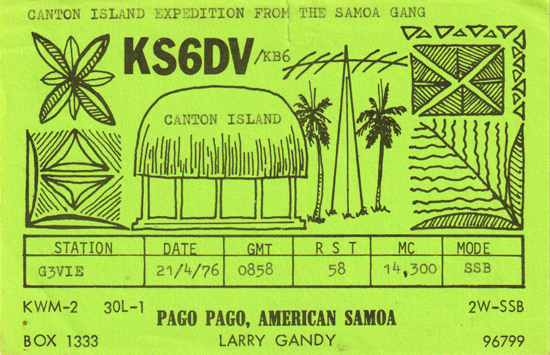 CANTON ISLAND EXPEDITION FROM THE SAMOA GANG
KS6DV/KB6
CANTON ISLAND
STATION DATE GMT R S T MC MODE
G3VIE 21/4/76 0858 58 14,300 SSB
KWM-2 30L-1 2W-SSB
PAGO PAGO, AMERICAN SAMOA
BOX 1333 LARRY GANDY 96799